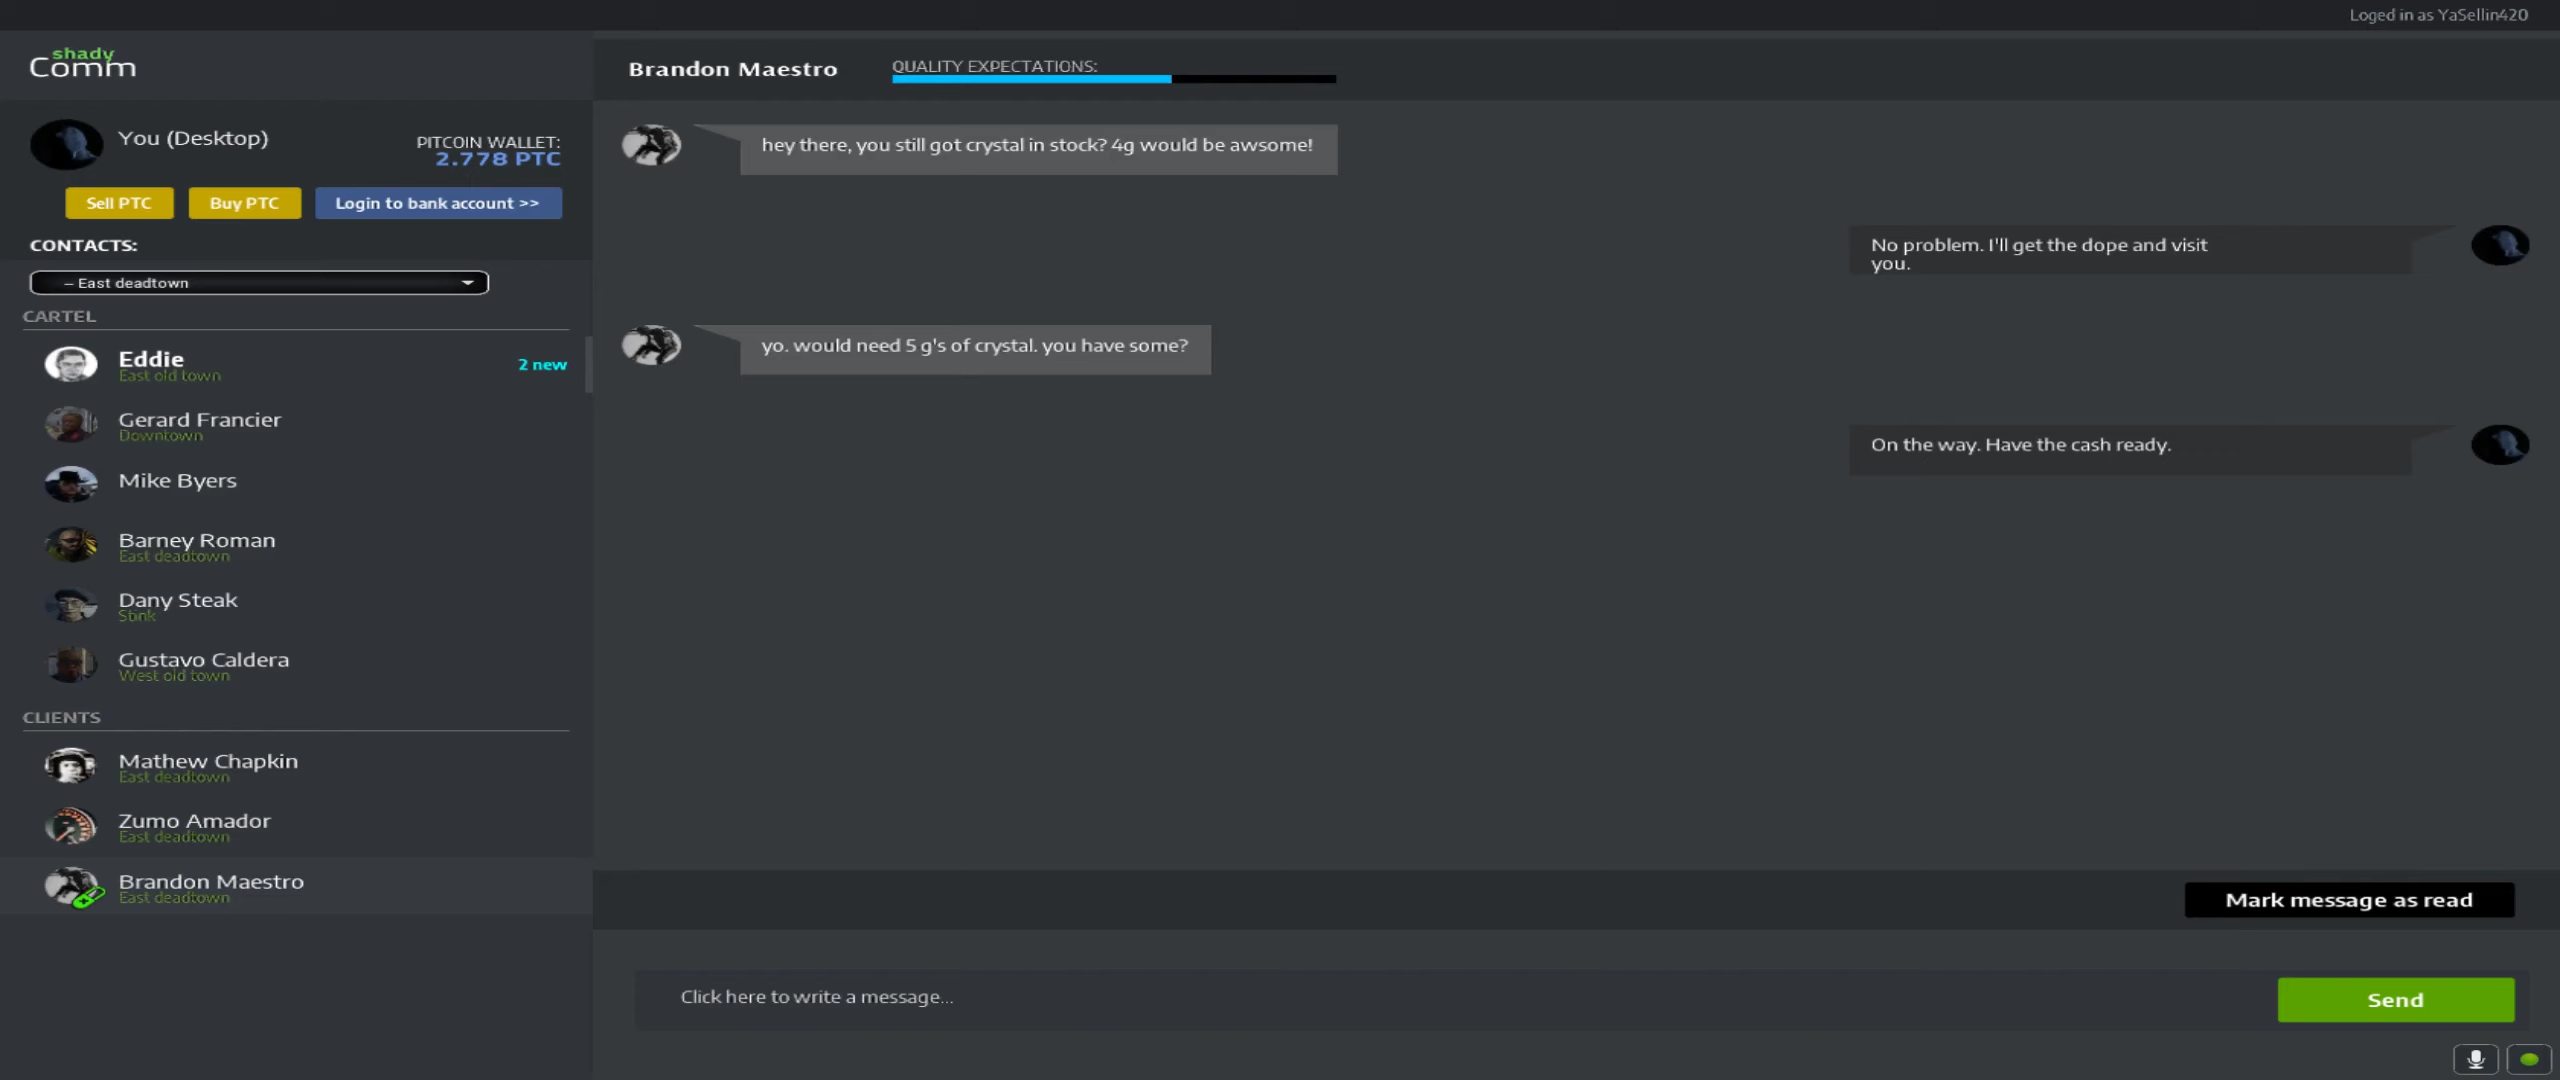 Loged in as YaSellin420
shady
Comm
Brandon Maestro
QUALITY EXPECTATIONS:
You (Desktop)
PITCOIN WALLET:
2.778 PTC
Sell PTC
Buy PTC
Login to bank account >>
CONTACTS:
– East deadtown
CARTEL
Eddie
East old town
2 new
Gerard Francier
Downtown
Mike Byers
Barney Roman
East deadtown
Dany Steak
Stink
Gustavo Caldera
West old town
CLIENTS
Mathew Chapkin
East deadtown
Zumo Amador
East deadtown
Brandon Maestro
East deadtown
hey there, you still got crystal in stock? 4g would be awsome!
No problem. I'll get the dope and visit
you.
yo. would need 5 g's of crystal. you have some?
On the way. Have the cash ready.
Mark message as read
Click here to write a message...
Send